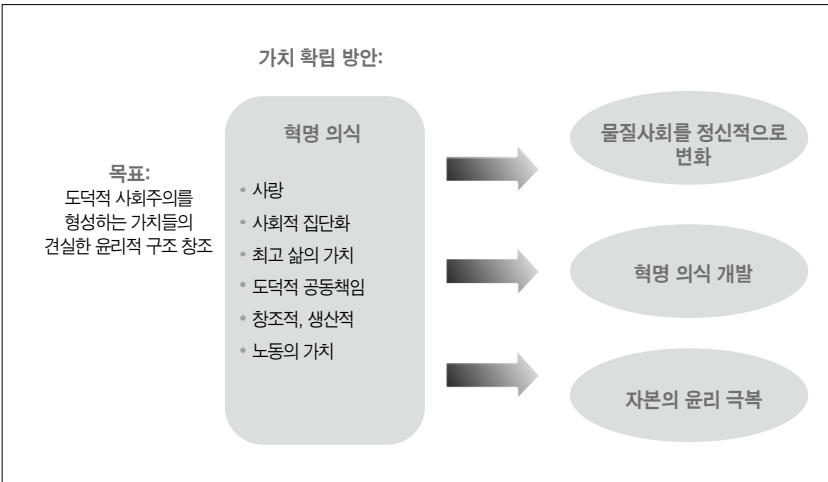 가치 확립 방안:
목표:
도덕적 사회주의를
형성하는 가치들의
견실한 윤리적 구조 창조
혁명 의식
• 사랑
• 사회적 집단화
• 최고 삶의 가치
• 도덕적 공동책임
• 창조적, 생산적
• 노동의 가치
물질사회를 정신적으로
변화
혁명 의식 개발
자본의 윤리 극복